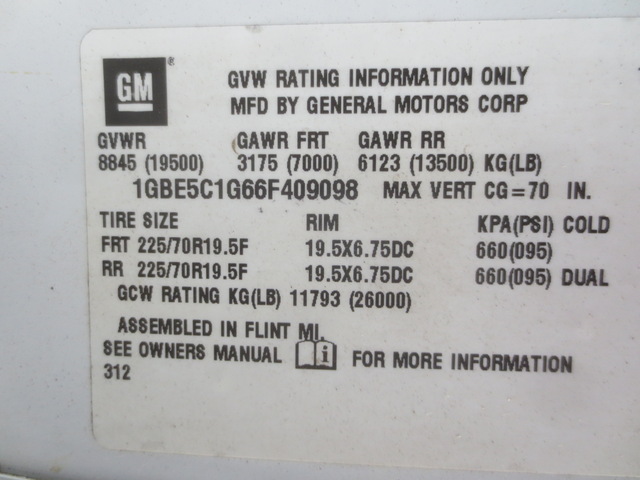 GM ®
GVW RATING INFORMATION ONLY
MFD BY GENERAL MOTORS CORP
GVWR GAWR FRT GAWR RR
8845 (19500) 3175 (7000) 6123 (13500) KG(LB)
1GBE5C1G66F409098 MAX VERT CG=70 IN.
TIRE SIZE RIM KPA(PSI) COLD
FRT 225/70R19.5F 19.5X6.75DC 660(095)
RR 225/70R19.5F 19.5X6.75DC 660(095) DUAL
GCW RATING KG(LB) 11793 (26000)
ASSEMBLED IN FLINT MI.
SEE OWNERS MANUAL i FOR MORE INFORMATION
312